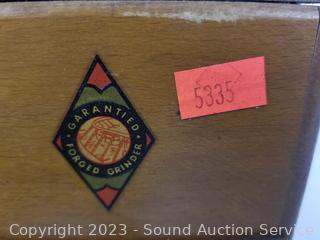 GARANTIED
FORGED GRINDER
5335
Copyright © 2023 - Sound Auction Service